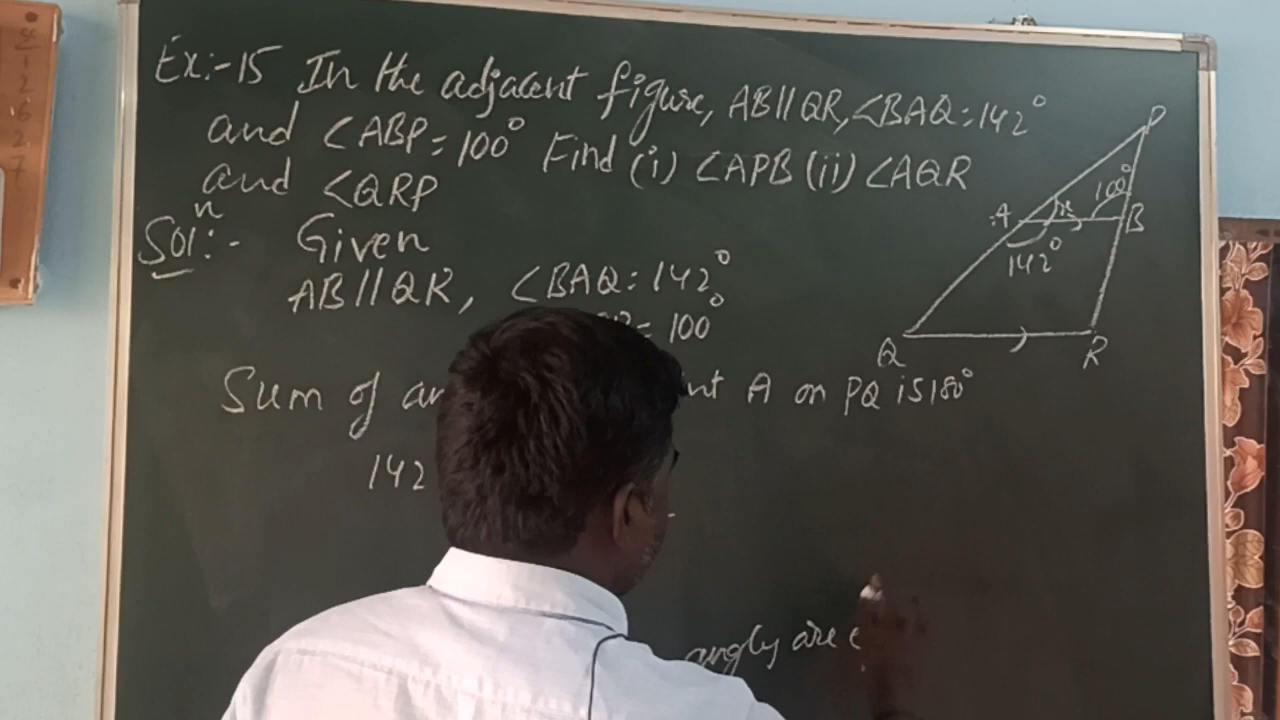 Ex:-15 In the adjacent figure, AB//QR, ∠BAQ=142°
and ∠ABP=100° Find (i) ∠APB (ii) ∠AQR
and ∠QRP
Soln:- Given
AB//QR, ∠BAQ=142°
= 100°
Sum of A on PQ is 180°
142
angly are
P
100°
A x B
142°
Q R